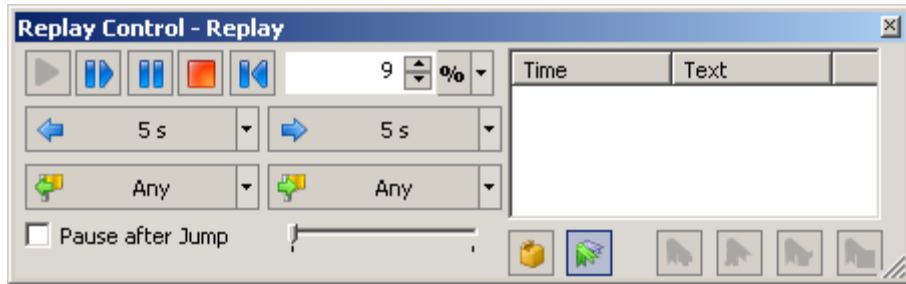 Replay Control - Replay
9 %
Time Text
5 s 5 s
Any Any
Pause after Jump